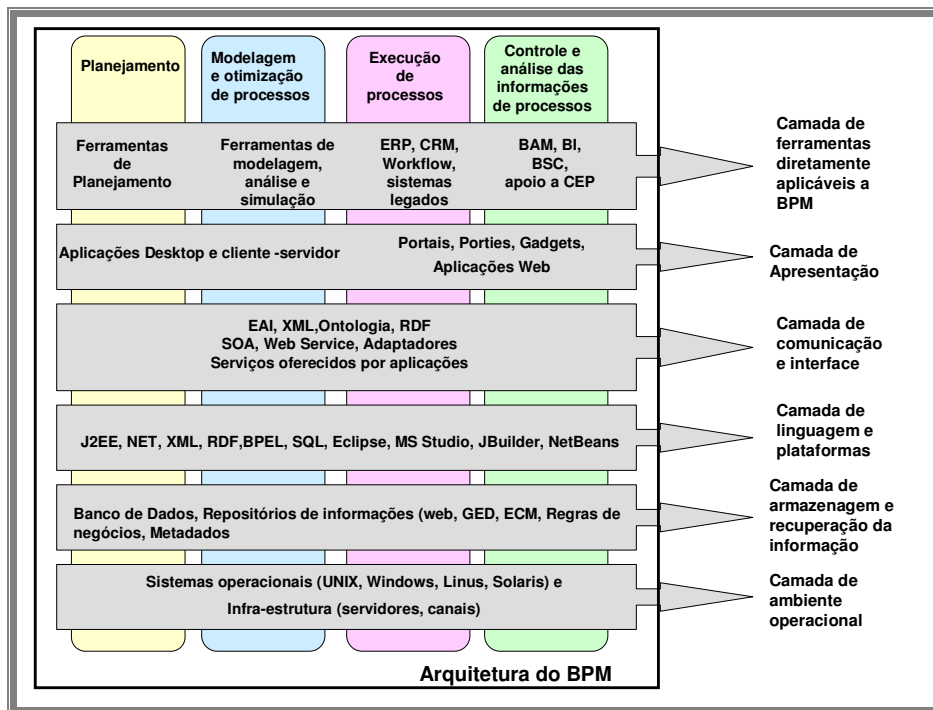 Planejamento
Modelagem
e otimização
de processos
Execução
de
processos
Controle e
análise das
informações
de processos
Ferramentas
de
Planejamento
Ferramentas de
modelagem,
análise e
simulação
ERP, CRM,
Workflow,
sistemas
legados
BAM, BI,
BSC,
apoio a CEP
Camada de
ferramentas
diretamente
aplicáveis a
BPM
Aplicações Desktop e cliente -servidor
Portais, Porties, Gadgets,
Aplicações Web
Camada de
Apresentação
EAI, XML,Ontologia, RDF
SOA, Web Service, Adaptadores
Serviços oferecidos por aplicações
Camada de
comunicação
e interface
J2EE, NET, XML, RDF,BPEL, SQL, Eclipse, MS Studio, JBuilder, NetBeans
Camada de
linguagem e
plataformas
Banco de Dados, Repositórios de informações (web, GED, ECM, Regras de
negócios, Metadados
Camada de
armazenagem e
recuperação da
informação
Sistemas operacionais (UNIX, Windows, Linus, Solaris) e
Infra-estrutura (servidores, canais)
Camada de
ambiente
operacional
Arquitetura do BPM